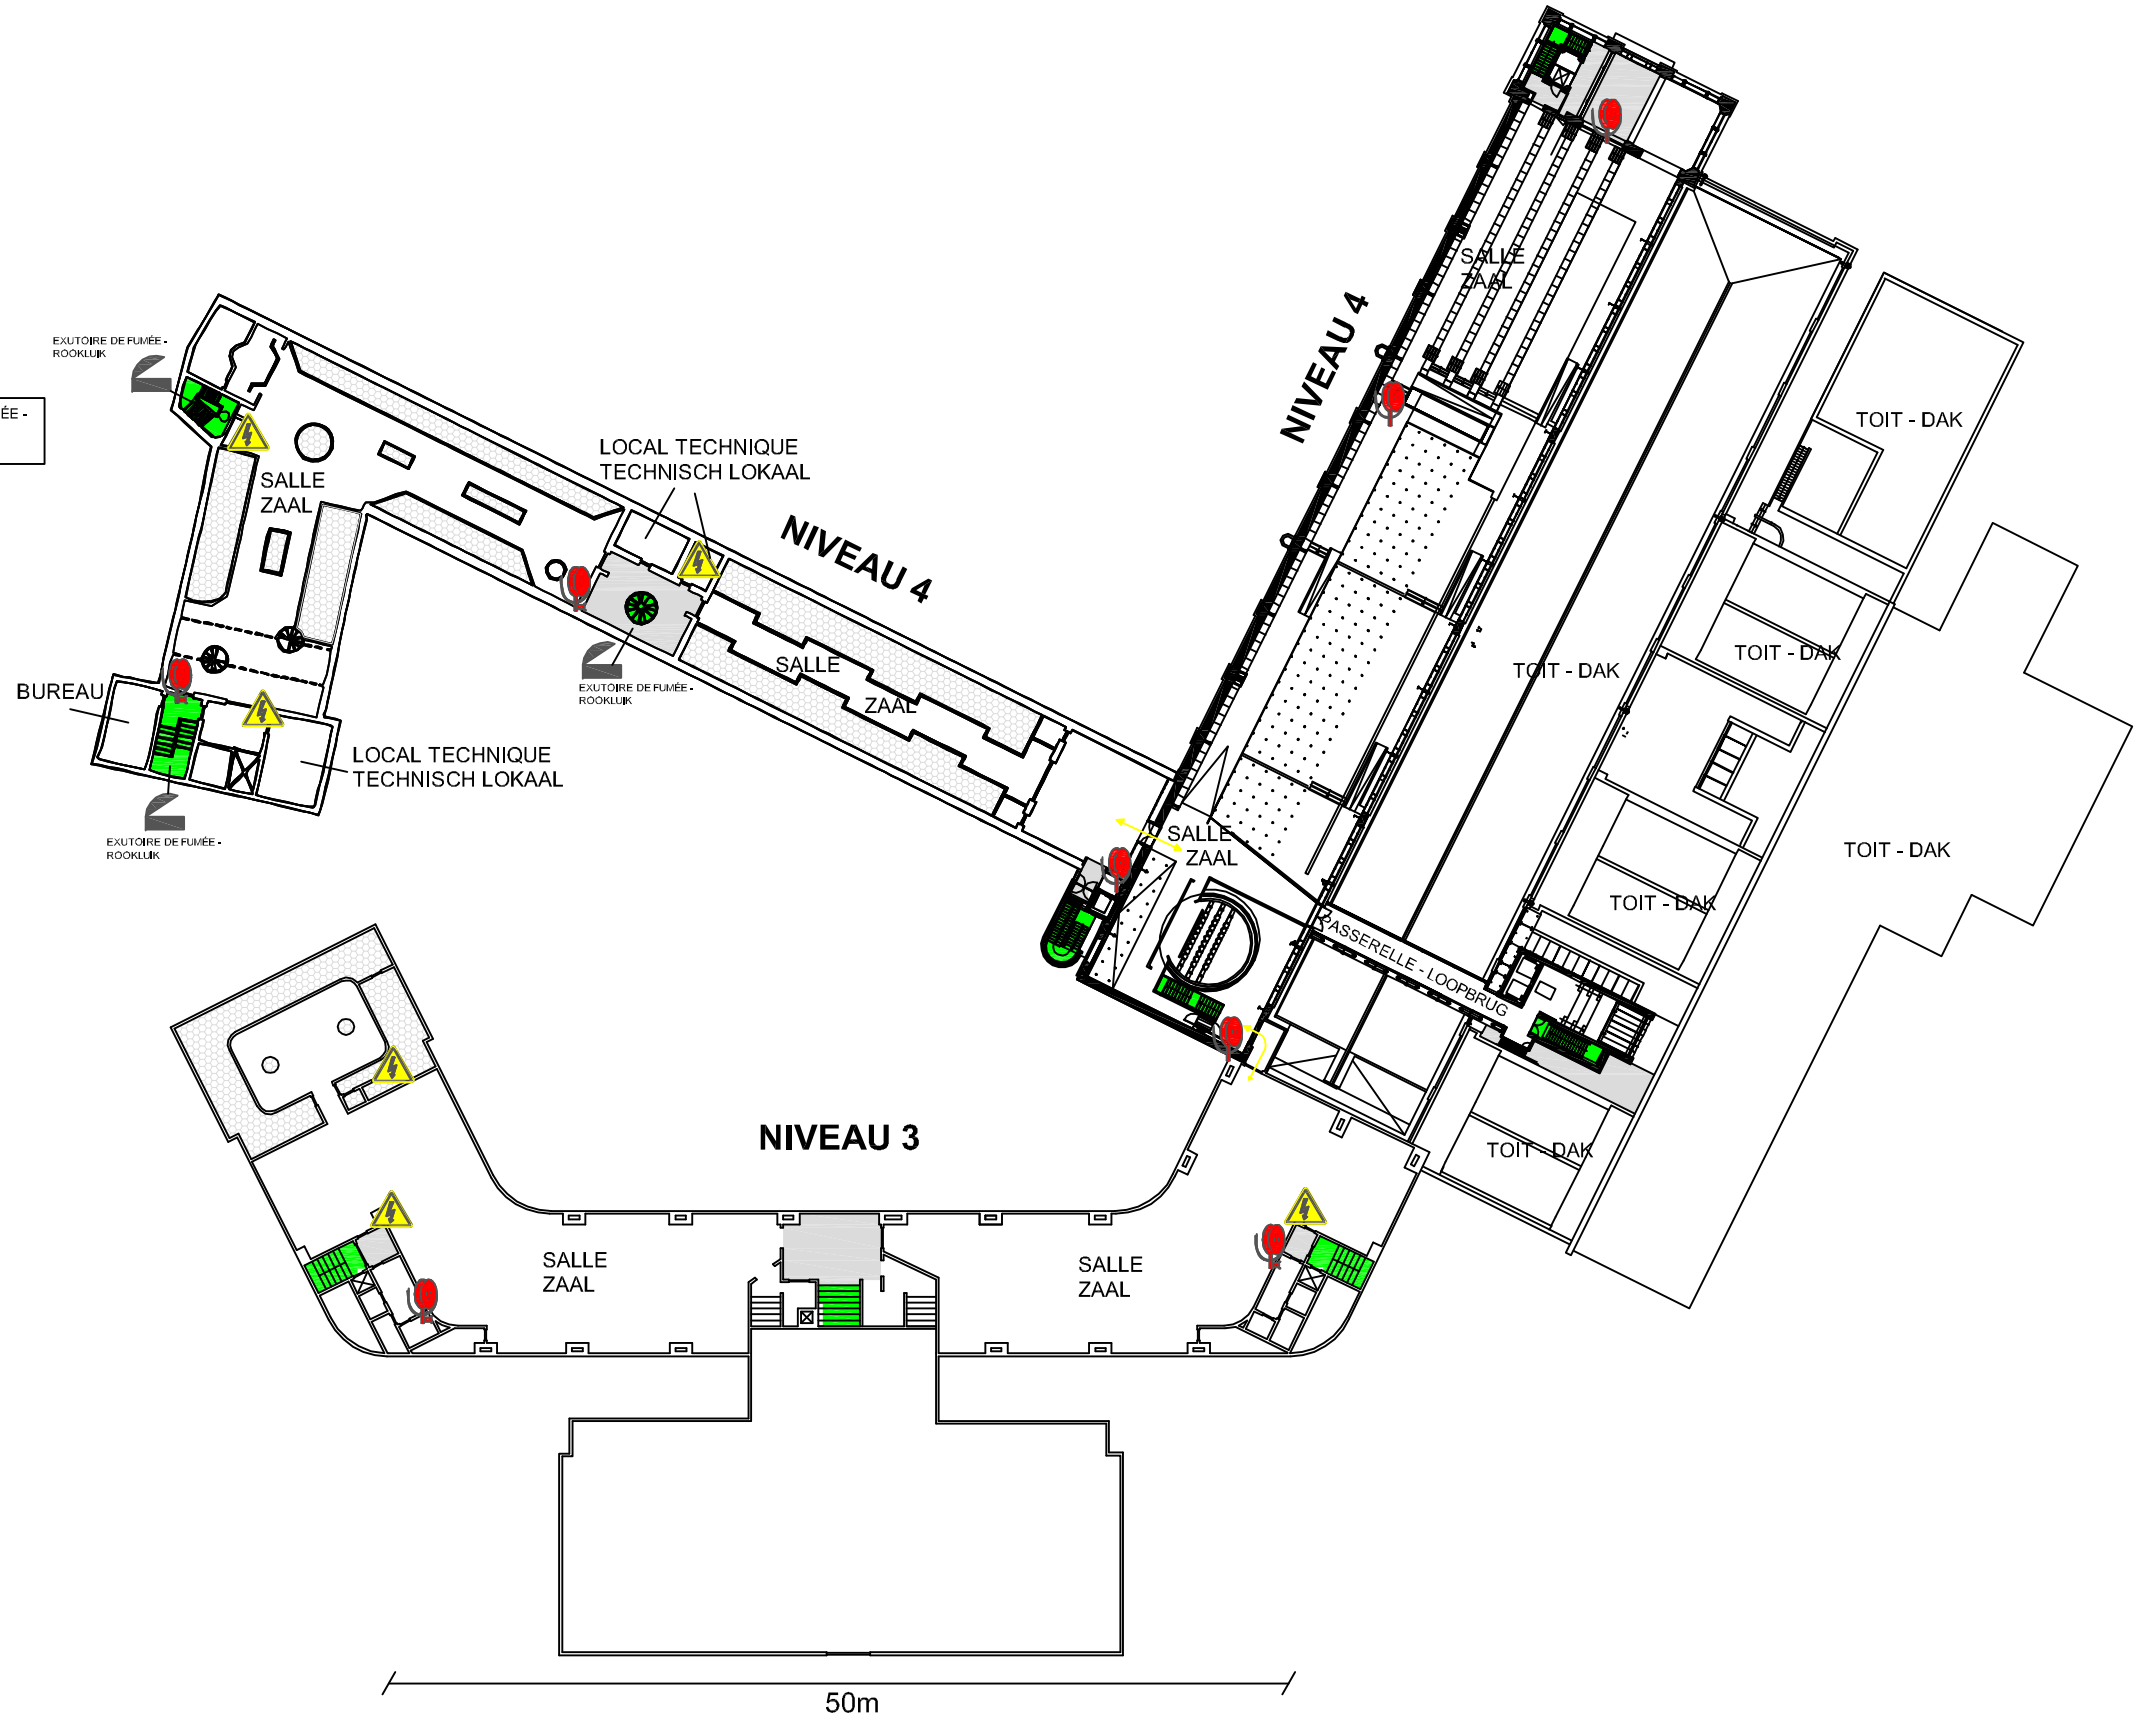 EXUTOIRE DE FUMÉE -
ROOKLUIK
ÉE -
SALLE
ZAAL
LOCAL TECHNIQUE
TECHNISCH LOKAAL
NIVEAU 4
EXUTOIRE DE FUMÉE -
ROOKLUIK
SALLE
ZAAL
BUREAU
LOCAL TECHNIQUE
TECHNISCH LOKAAL
EXUTOIRE DE FUMÉE -
ROOKLUIK
NIVEAU 4
SALLE
ZAAL
TOIT - DAK
TOIT - DAK
TOIT - DAK
SALLE
ZAAL
TOIT - DAK
TOIT - DAK
PASSERELLE - LOOPBRUG
TOIT - DAK
NIVEAU 3
SALLE
ZAAL
SALLE
ZAAL
50m